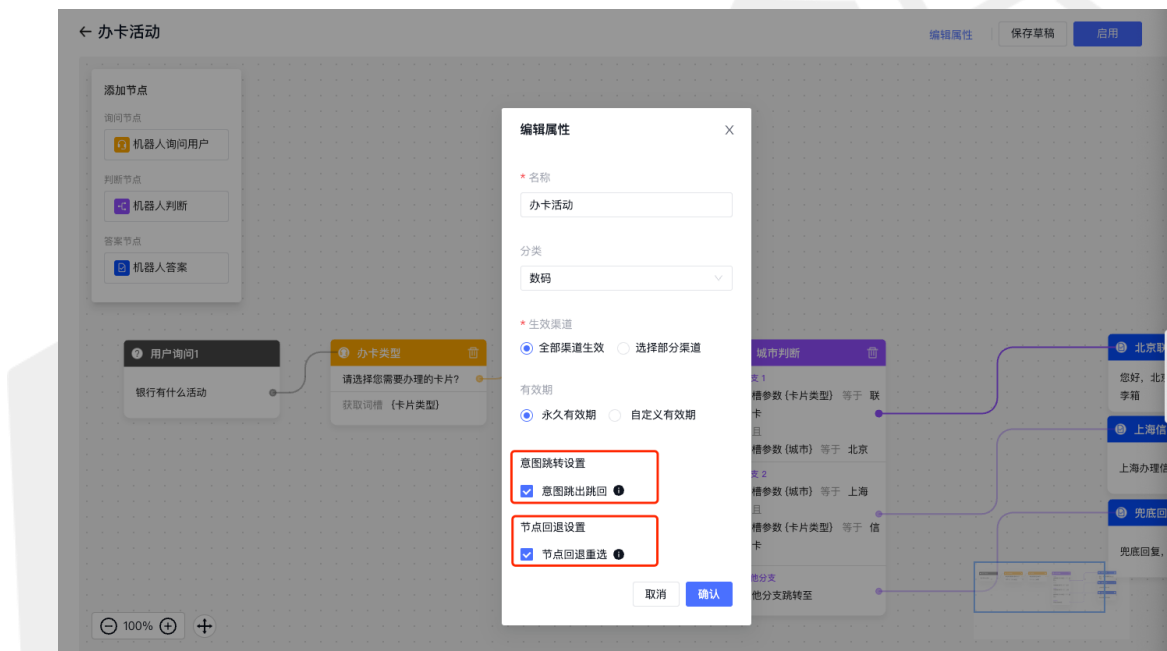 ← 办卡活动
编辑属性
保存草稿
启用
添加节点
询问节点
机器人询问用户
判断节点
机器人判断
答案节点
机器人答案
用户询问1
银行有什么活动
办卡类型
请选择您需要办理的卡片?
获取词槽 {卡片类型}
编辑属性
* 名称
办卡活动
分类
数码
* 生效渠道
全部渠道生效
选择部分渠道
有效期
永久有效期
自定义有效期
意图跳转设置
意图跳出跳回
节点回退设置
节点回退重选
取消
确认
城市判断
支 1
槽参数 {卡片类型} 等于 联
卡
且
槽参数 {城市} 等于 北京
支 2
槽参数 {城市} 等于 上海
且
槽参数 {卡片类型} 等于 信
卡
他分支
他分支跳转至
北京联
您好,北京
李箱
上海信
上海办理信
兜底回
兜底回复,
100%